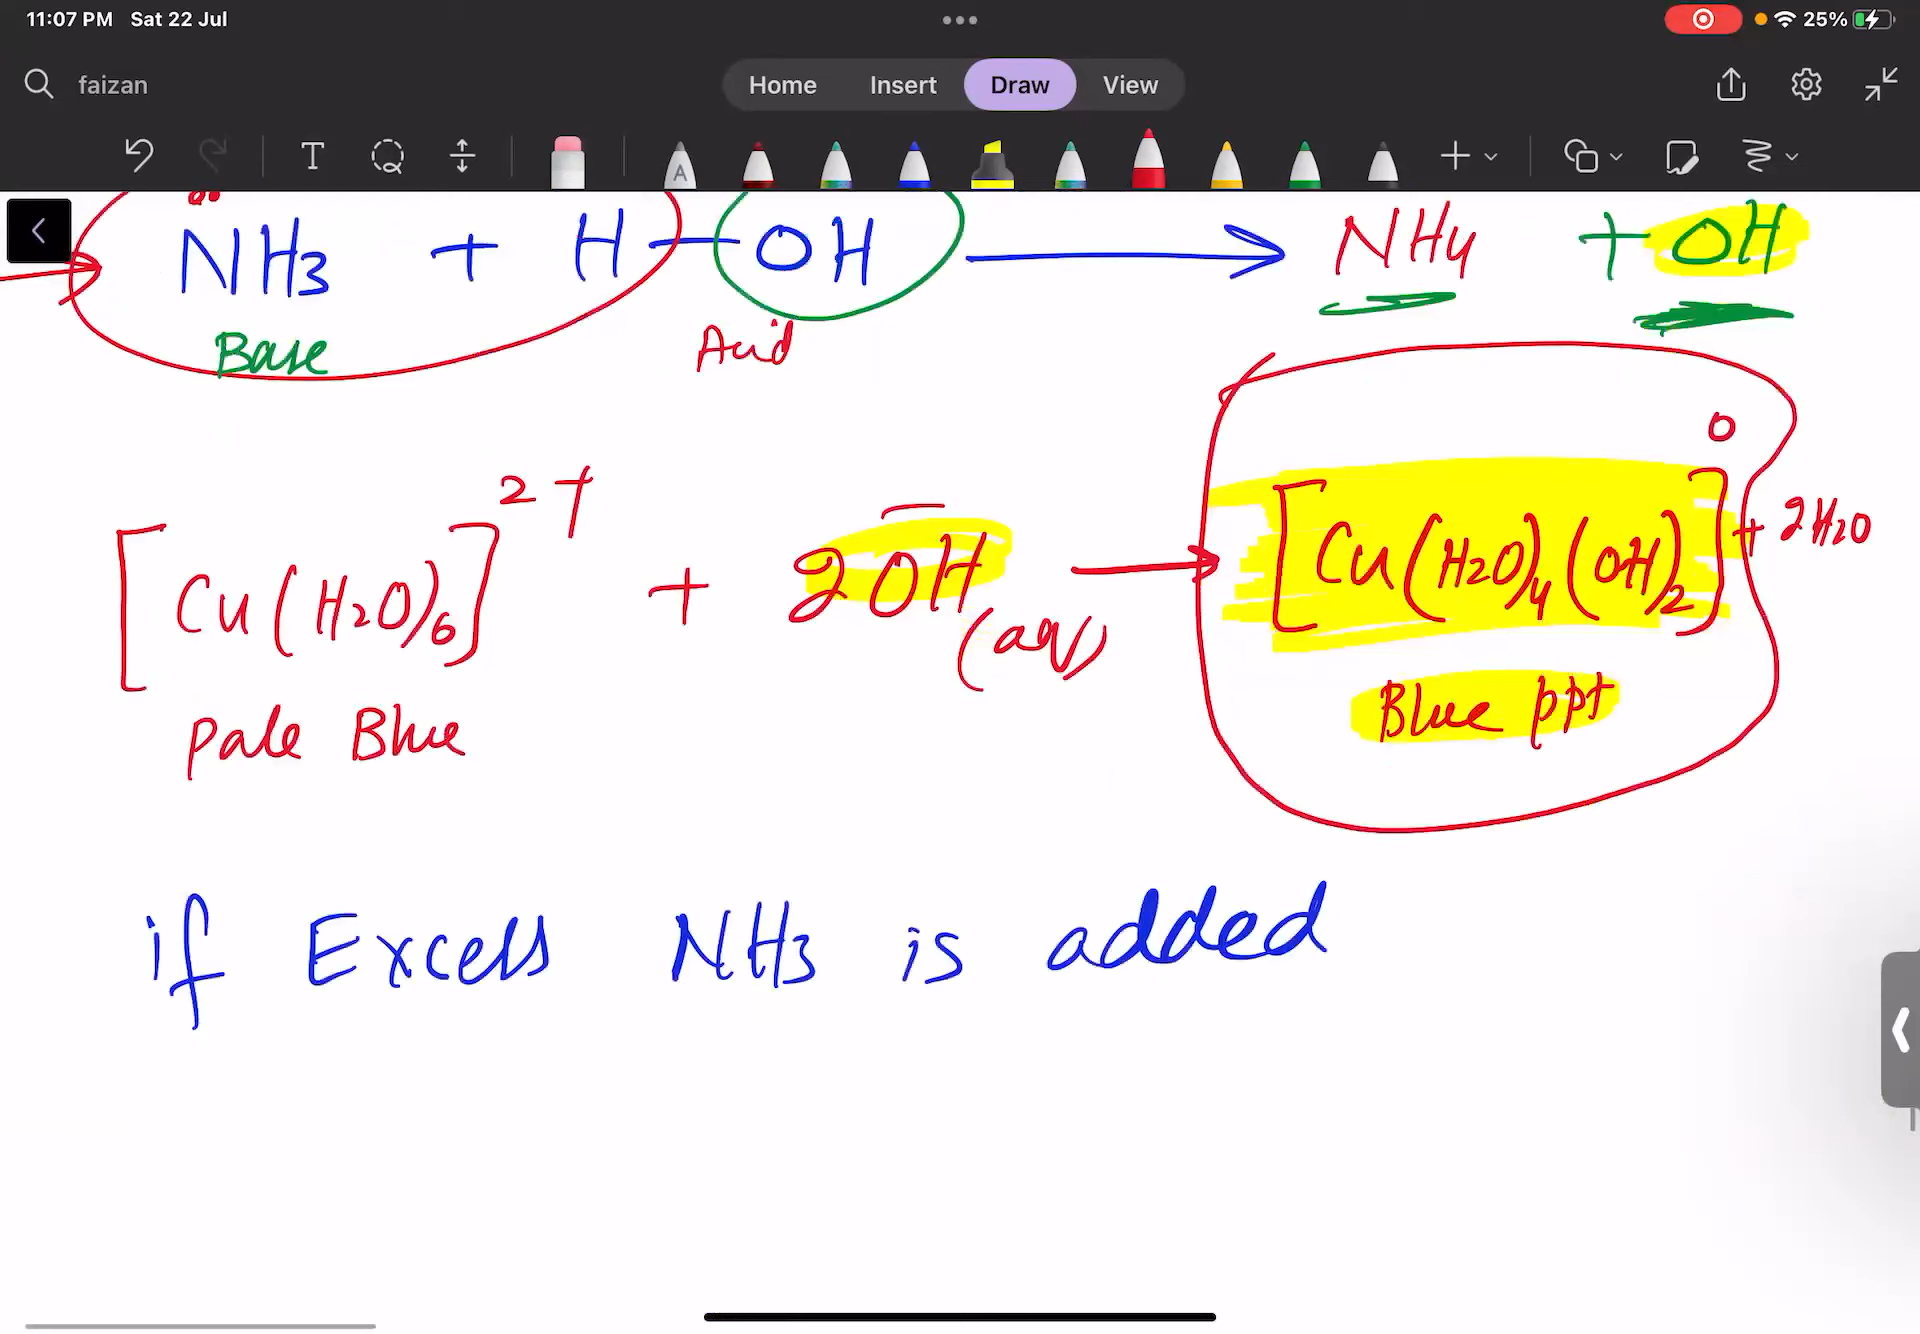 11:07 PM Sat 22 Jul
25%
faizan
Home Insert Draw View
T
A
NH3 + H — OH → NH4 + OH
Base Acid
[Cu(H2O)6]2+ + 2OH̅ (aq) → [Cu(H2O)4(OH)2]0 + 2H2O
Pale Blue Blue ppt
if Excess NH3 is added